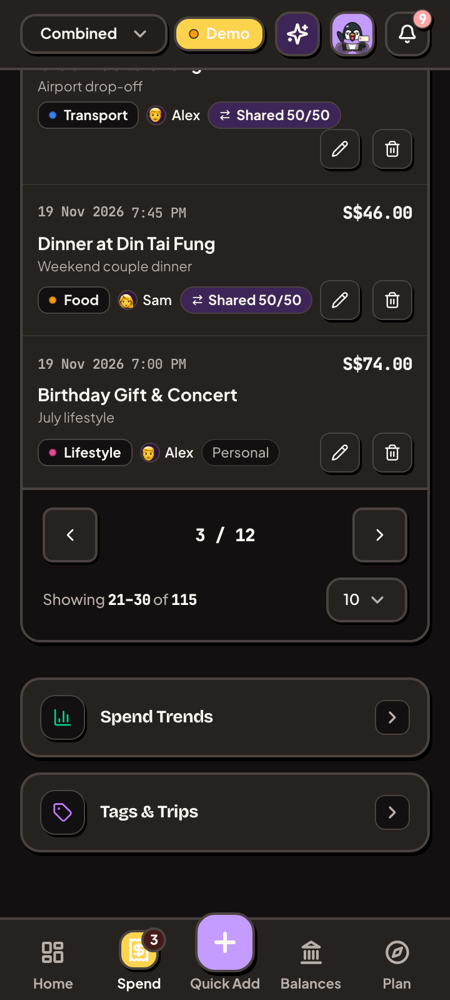 Combined
Demo
9
Airport drop-off
Transport Alex Shared 50/50
19 Nov 2026 7:45 PM S$46.00
Dinner at Din Tai Fung
Weekend couple dinner
Food Sam Shared 50/50
19 Nov 2026 7:00 PM S$74.00
Birthday Gift & Concert
July lifestyle
Lifestyle Alex Personal
3 / 12
Showing 21–30 of 115 10
Spend Trends
Tags & Trips
3
Home Spend Quick Add Balances Plan